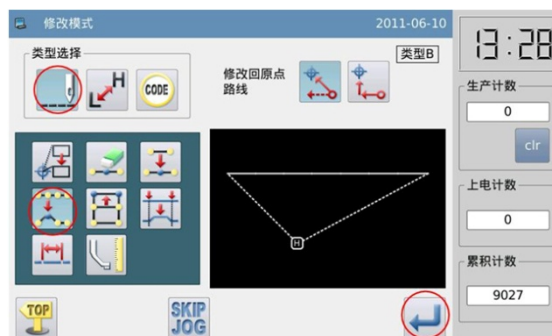 修改模式
2011-06-10
类型选择
类型B
H
CODE
修改回原点
路线
H
TOP
SKIP
JOG
13:28
生产计数
0
clr
上电计数
0
累积计数
9027